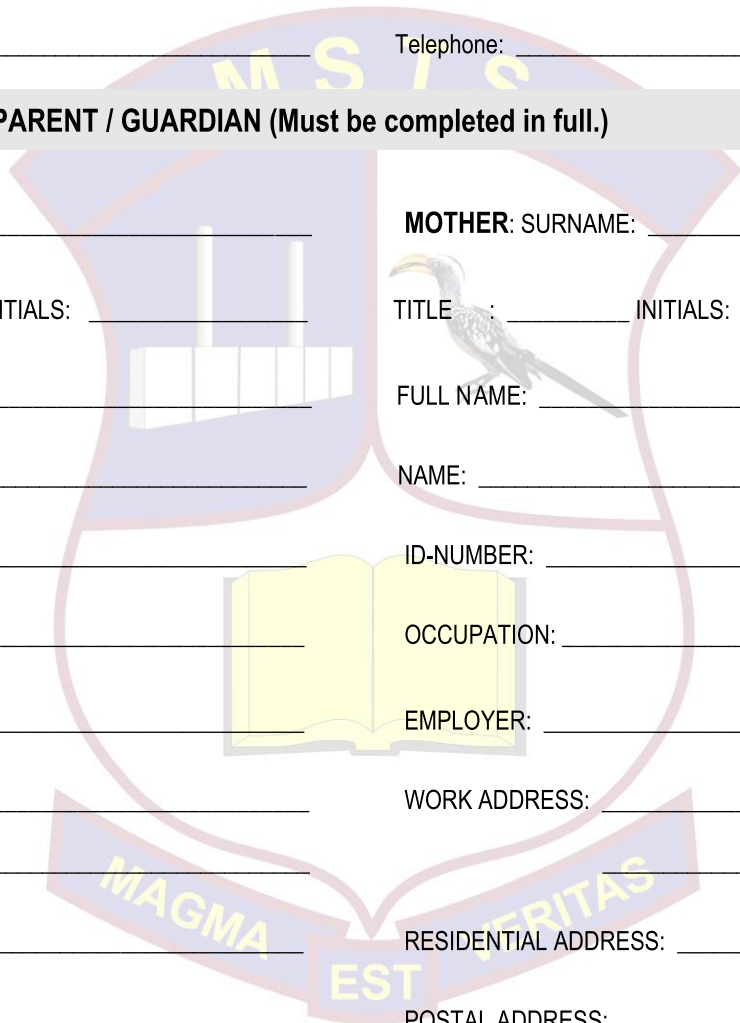 Telephone:
M S I S
PARENT / GUARDIAN (Must be completed in full.)
MOTHER: SURNAME:
ITIALS: TITLE : INITIALS:
FULL NAME:
NAME:
ID-NUMBER:
OCCUPATION:
EMPLOYER:
WORK ADDRESS:
RESIDENTIAL ADDRESS:
POSTAL ADDRESS:
MAGMA EST VERITAS